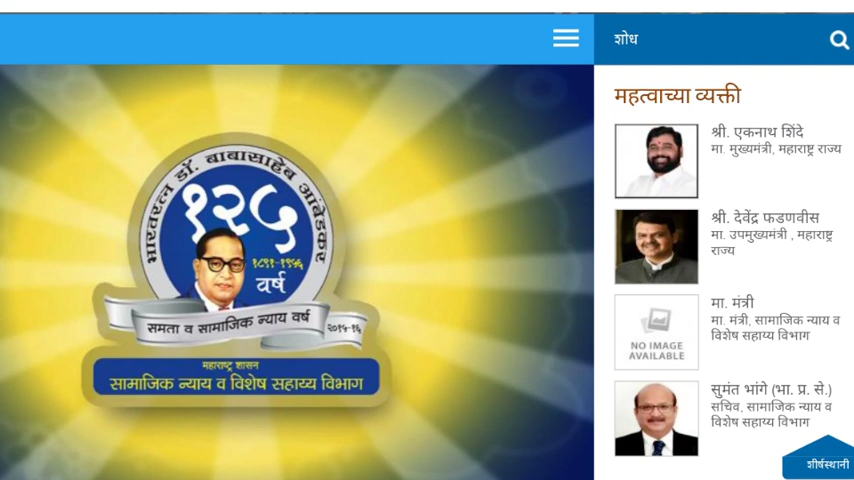 शोध
महत्वाच्या व्यक्ती
श्री. एकनाथ शिंदे
मा. मुख्यमंत्री, महाराष्ट्र राज्य
श्री. देवेंद्र फडणवीस
मा. उपमुख्यमंत्री , महाराष्ट्र
राज्य
मा. मंत्री
मा. मंत्री, सामाजिक न्याय व
विशेष सहाय्य विभाग
NO IMAGE
AVAILABLE
सुमंत भांगे (भा. प्र. से.)
सचिव, सामाजिक न्याय व
विशेष सहाय्य विभाग
शीर्षस्थानी
भारतरत्न डॉ. बाबासाहेब आंबेडकर
१२५
१८९१-१९५६
वर्ष
समता व सामाजिक न्याय वर्ष
२०१५-१६
महाराष्ट्र शासन
सामाजिक न्याय व विशेष सहाय्य विभाग